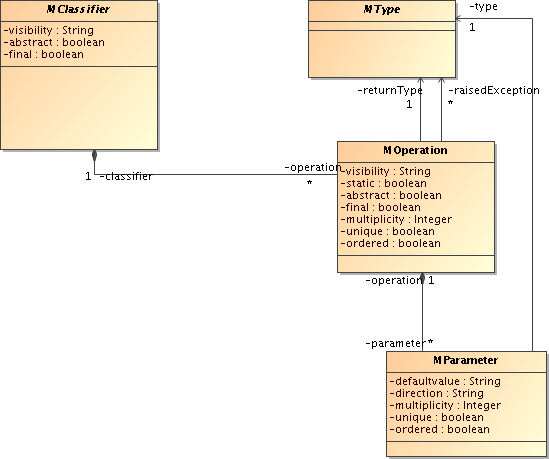 MClassifier
-visibility : String
-abstract : boolean
-final : boolean
MType
-type
1
-returnType
1
-raisedException
*
1
-classifier
-operation
*
MOperation
-visibility : String
-static : boolean
-abstract : boolean
-final : boolean
-multiplicity : Integer
-unique : boolean
-ordered : boolean
-operation
1
-parameter
*
MParameter
-defaultvalue : String
-direction : String
-multiplicity : Integer
-unique : boolean
-ordered : boolean